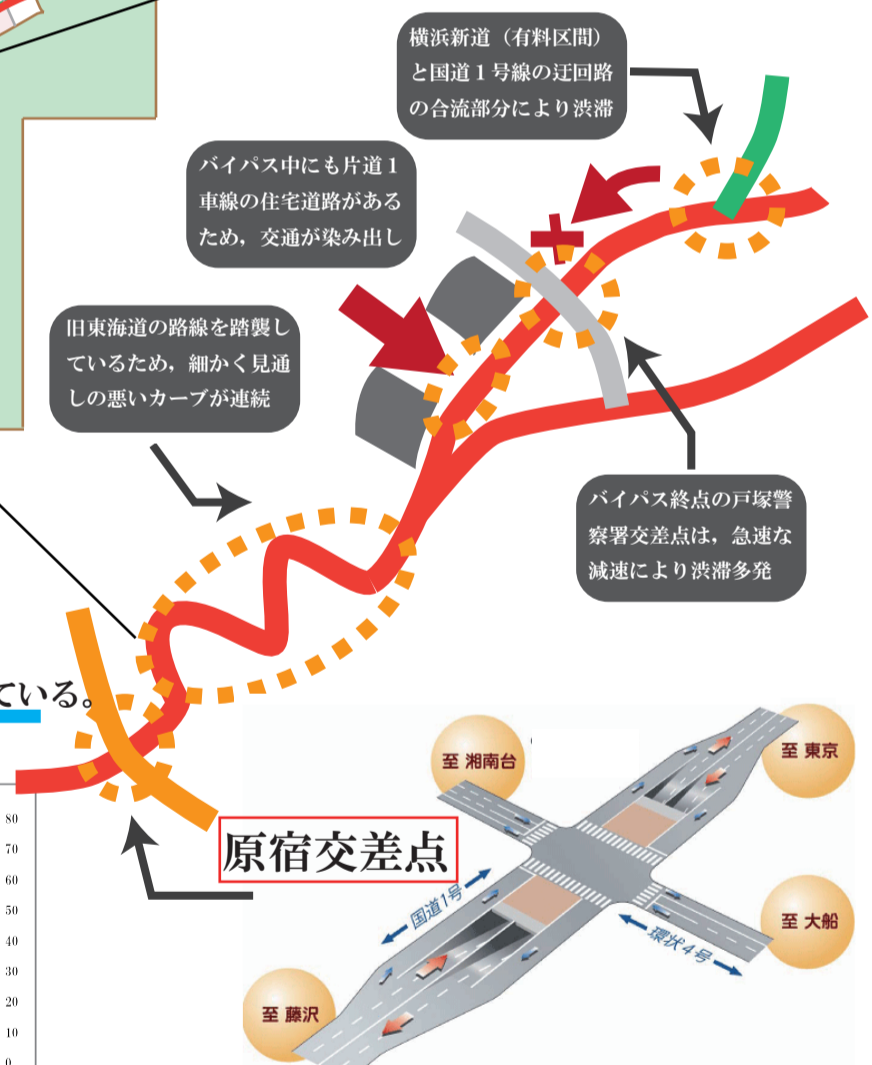 横浜新道（有料区間）
と国道１号線の迂回路
の合流部分により渋滞
バイパス中にも片道１
車線の住宅道路がある
ため，交通が染み出し
旧東海道の路線を踏襲し
ているため，細かく見通
しの悪いカーブが連続
バイパス終点の戸塚警
察署交差点は，急速な
減速により渋滞多発
ている。
至 湘南台
至 東京
原宿交差点
国道1号
環状4号
至 大船
至 藤沢
80
70
60
50
40
30
20
10
0